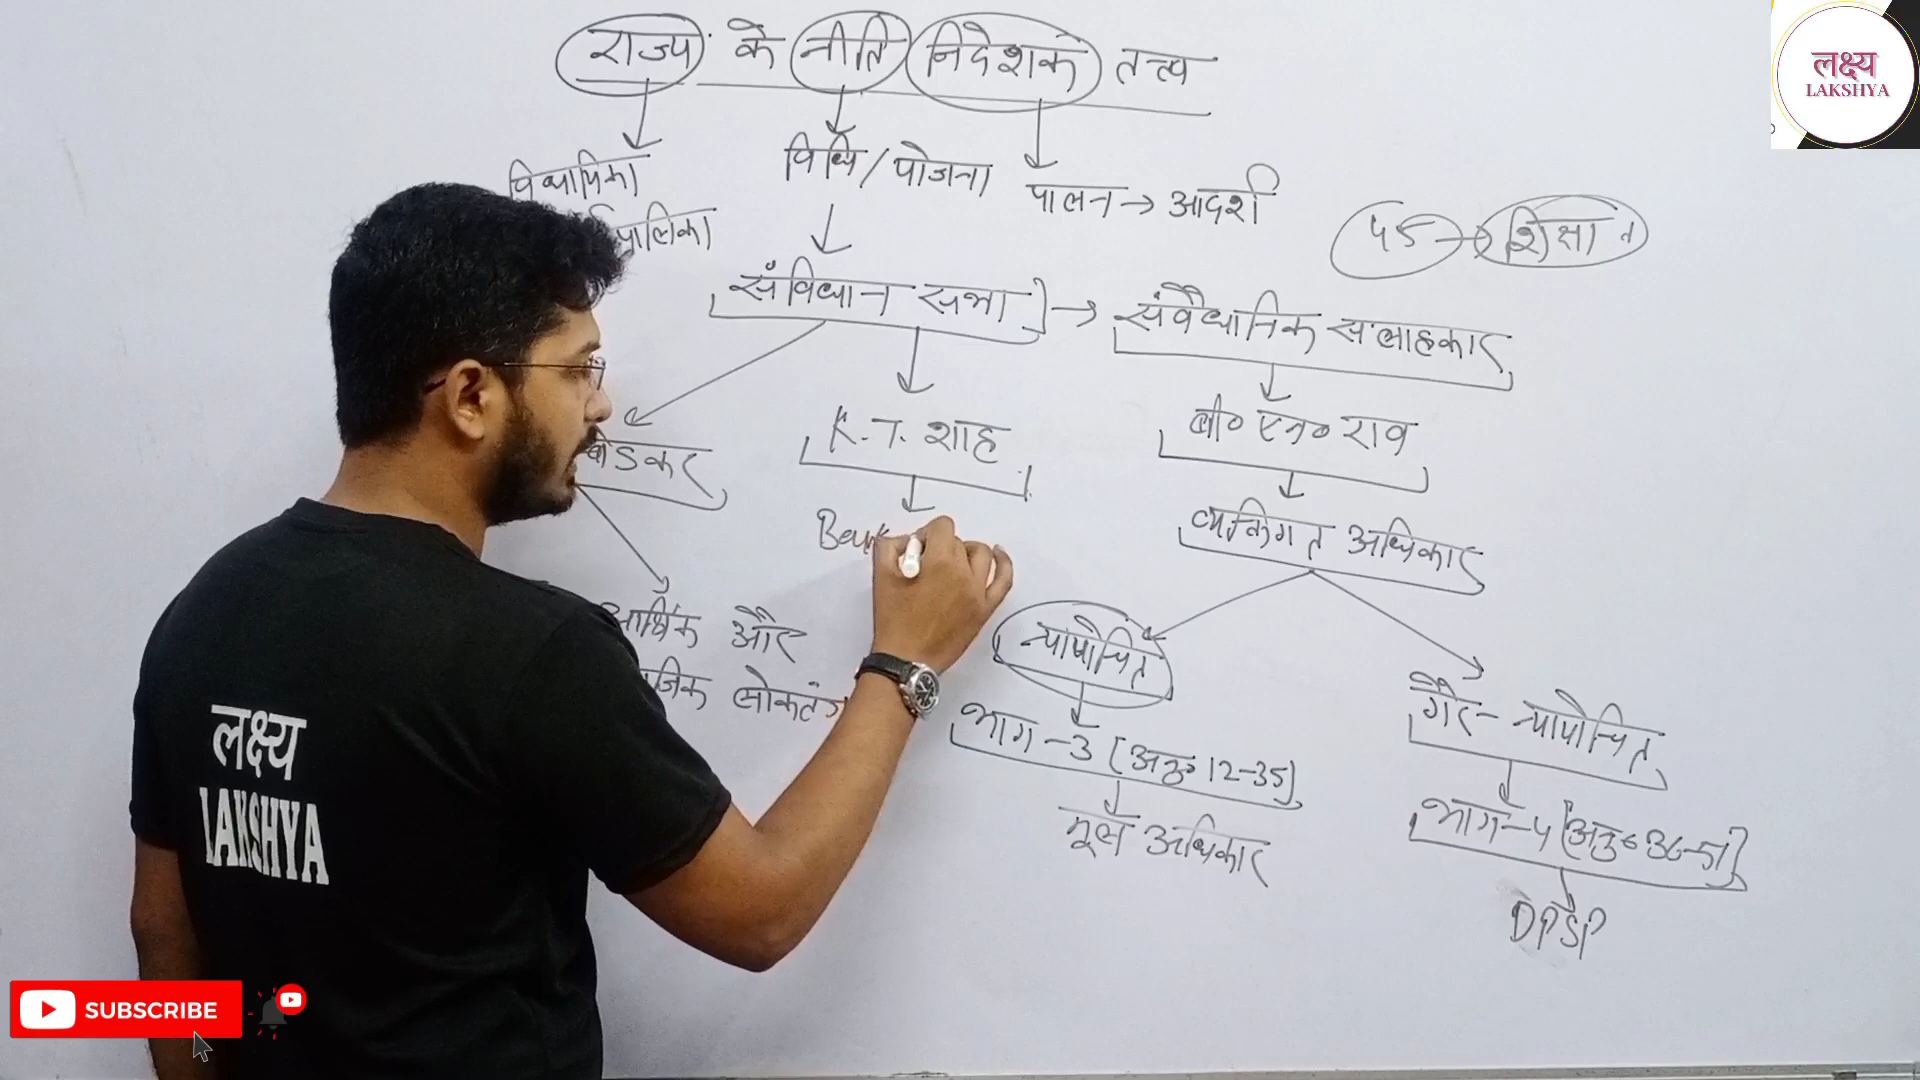 राज्य के नीति निदेशक तत्त्व
लक्ष्य
LAKSHYA
विधायिका
पालिका
विधि / योजना
पालन → आदर्श
45 → शिक्षा
संविधान सभा → संवैधानिक सलाहकार
बेडकर
K. T. शाह
बी० एन० राव
व्यक्तिगत अधिकार
आर्थिक और
जिक लोकतंत्र
न्यायोचित
गैर-न्यायोचित
भाग-3 [अनु० 12-35]
मूल अधिकार
भाग-4 [अनु० 36-51]
DPSP
लक्ष्य
LAKSHYA
SUBSCRIBE